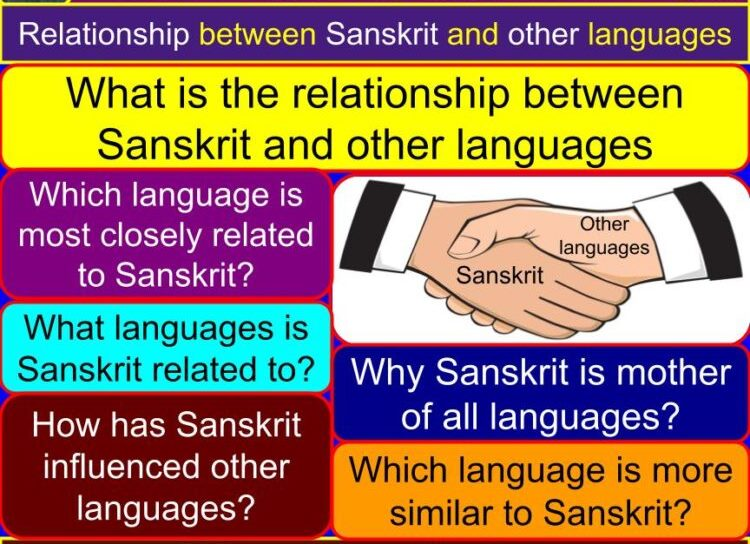 Relationship between Sanskrit and other languages
What is the relationship between
Sanskrit and other languages
Which language is
most closely related
to Sanskrit?
Other
languages
Sanskrit
What languages is
Sanskrit related to?
Why Sanskrit is mother
of all languages?
How has Sanskrit
influenced other
languages?
Which language is more
similar to Sanskrit?